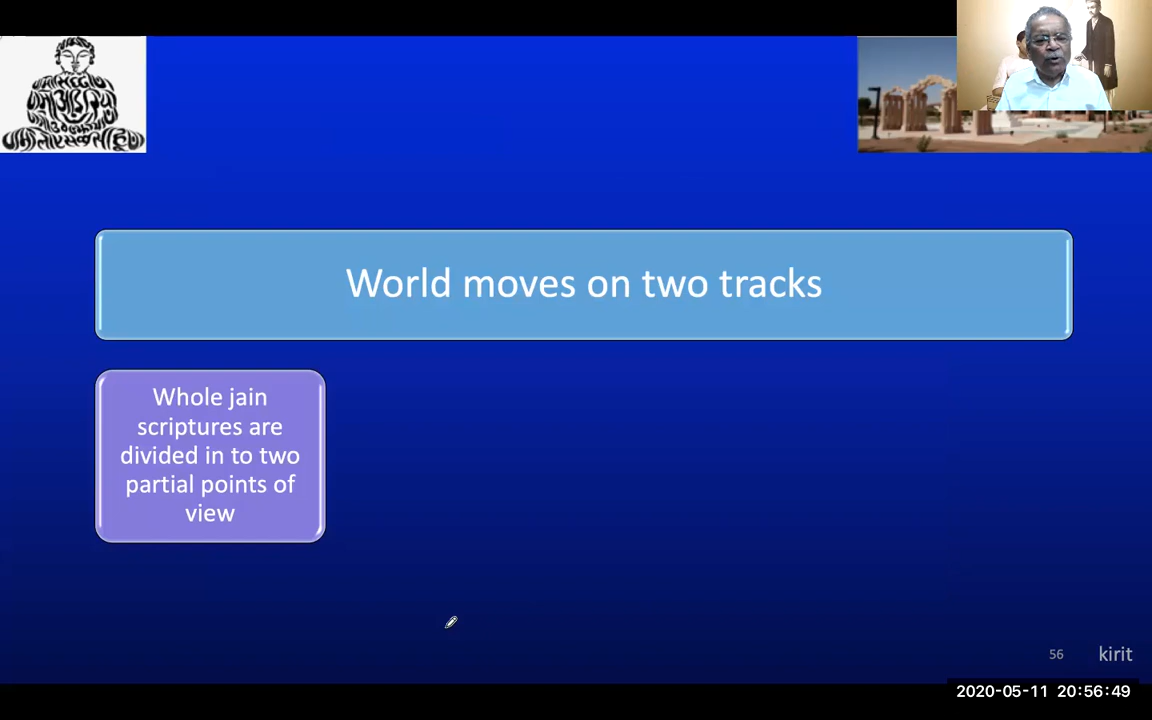 World moves on two tracks
Whole jain
scriptures are
divided in to two
partial points of
view
56
kirit
2020-05-11 20:56:49